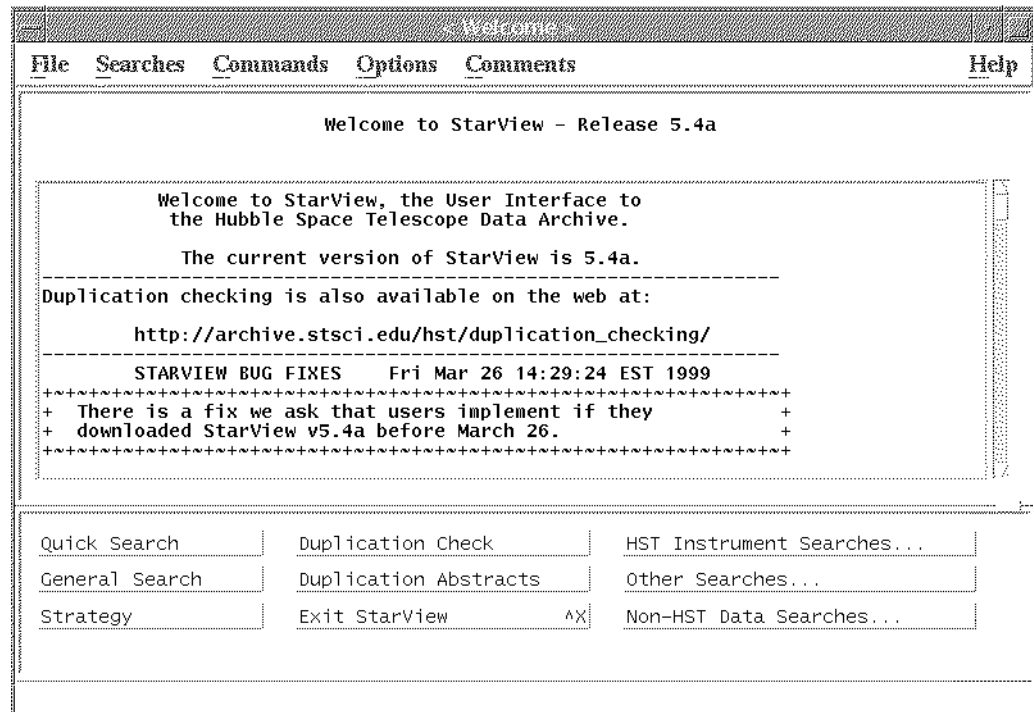 < Welcome >
File Searches Commands Options Comments Help
Welcome to StarView - Release 5.4a
Welcome to StarView, the User Interface to
the Hubble Space Telescope Data Archive.
The current version of StarView is 5.4a.
----------------------------------------------------------------
Duplication checking is also available on the web at:
http://archive.stsci.edu/hst/duplication_checking/
----------------------------------------------------------------
STARVIEW BUG FIXES Fri Mar 26 14:29:24 EST 1999
+~+~+~+~+~+~+~+~+~+~+~+~+~+~+~+~+~+~+~+~+~+~+~+~+~+~+~+~+~+~+~+~+
+ There is a fix we ask that users implement if they +
+ downloaded StarView v5.4a before March 26. +
+~+~+~+~+~+~+~+~+~+~+~+~+~+~+~+~+~+~+~+~+~+~+~+~+~+~+~+~+~+~+~+~+
Quick Search Duplication Check HST Instrument Searches...
General Search Duplication Abstracts Other Searches...
Strategy Exit StarView ^X Non-HST Data Searches...